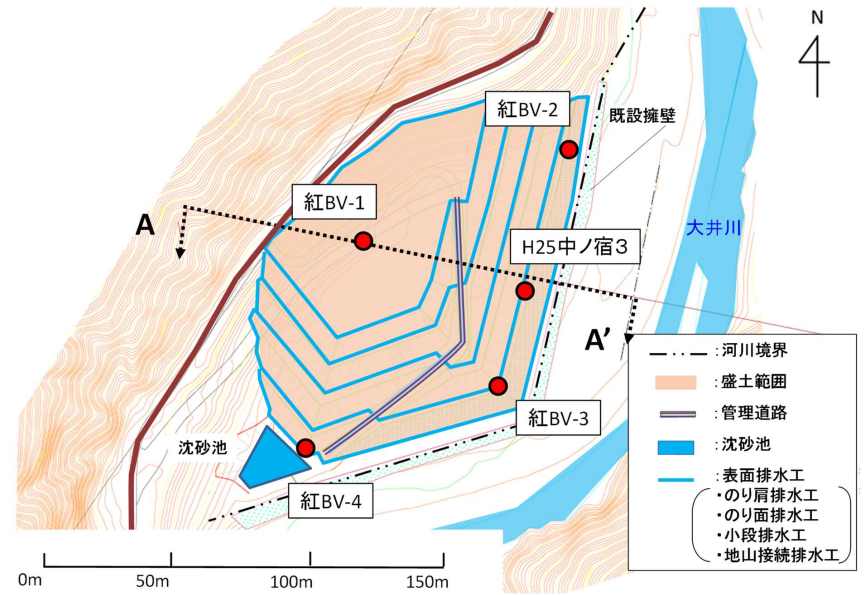 N
紅BV-2
既設擁壁
紅BV-1
A
大井川
H25中ノ宿3
A’
:河川境界
:盛土範囲
:管理道路
:沈砂池
:表面排水工
・のり肩排水工
・のり面排水工
・小段排水工
・地山接続排水工
紅BV-3
沈砂池
紅BV-4
0m
50m
100m
150m